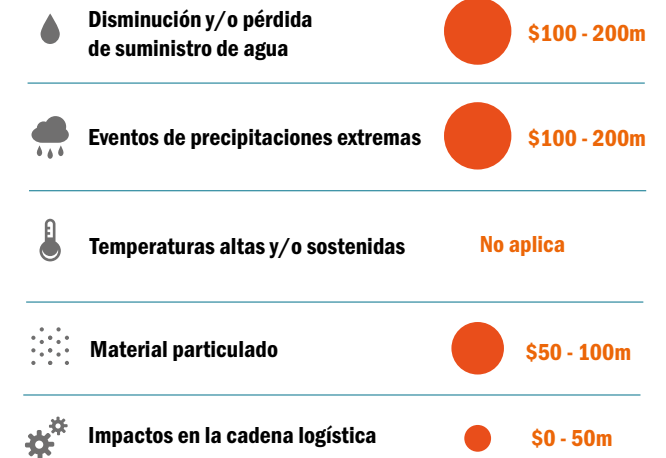 Disminución y/o pérdida
de suministro de agua
$100 - 200m
Eventos de precipitaciones extremas
$100 - 200m
Temperaturas altas y/o sostenidas
No aplica
Material particulado
$50 - 100m
Impactos en la cadena logística
$0 - 50m